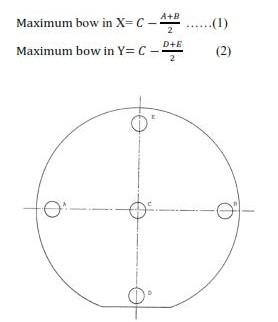 Maximum bow in X= C − A+B/2 ......(1)
Maximum bow in Y= C − D+E/2 (2)
E
A C B
D